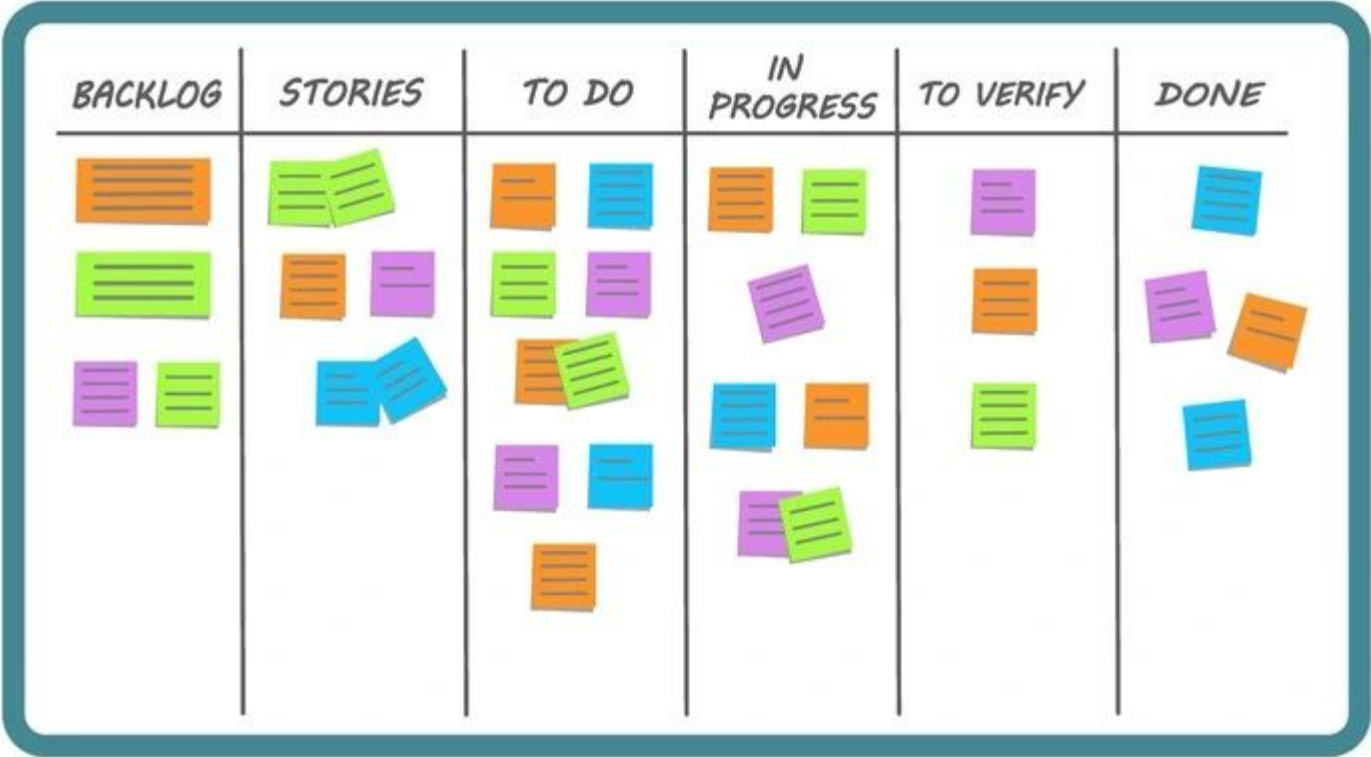 BACKLOG
STORIES
TO DO
IN
PROGRESS
TO VERIFY
DONE